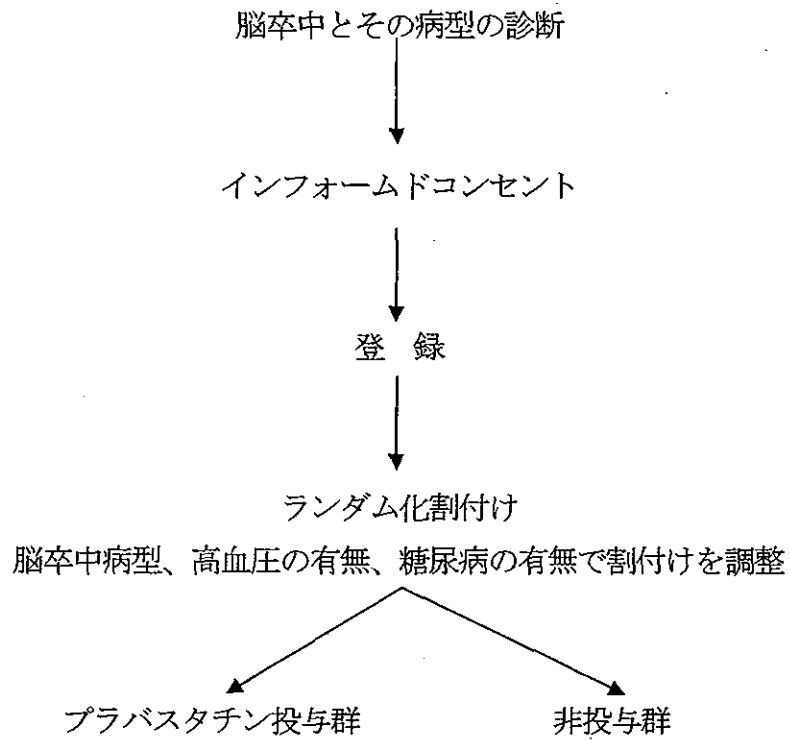 脳卒中とその病型の診断
インフォームドコンセント
登　録
ランダム化割付け
脳卒中病型、高血圧の有無、糖尿病の有無で割付けを調整
プラバスタチン投与群
非投与群